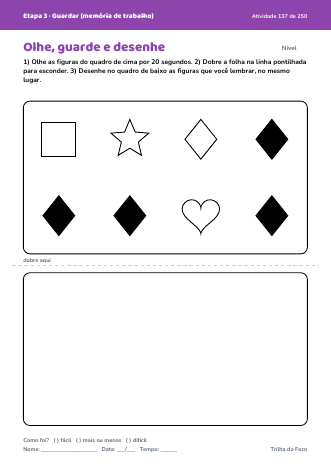 Etapa 3 · Guardar (memória de trabalho)
Atividade 137 de 250
Olhe, guarde e desenhe
Nível
1) Olhe as figuras do quadro de cima por 20 segundos. 2) Dobre a folha na linha pontilhada
para esconder. 3) Desenhe no quadro de baixo as figuras que você lembrar, no mesmo
lugar.
dobre aqui
Como foi? ( ) fácil ( ) mais ou menos ( ) difícil
Nome: ____________________ Data: ___/___ Tempo: ______
Trilha do Foco